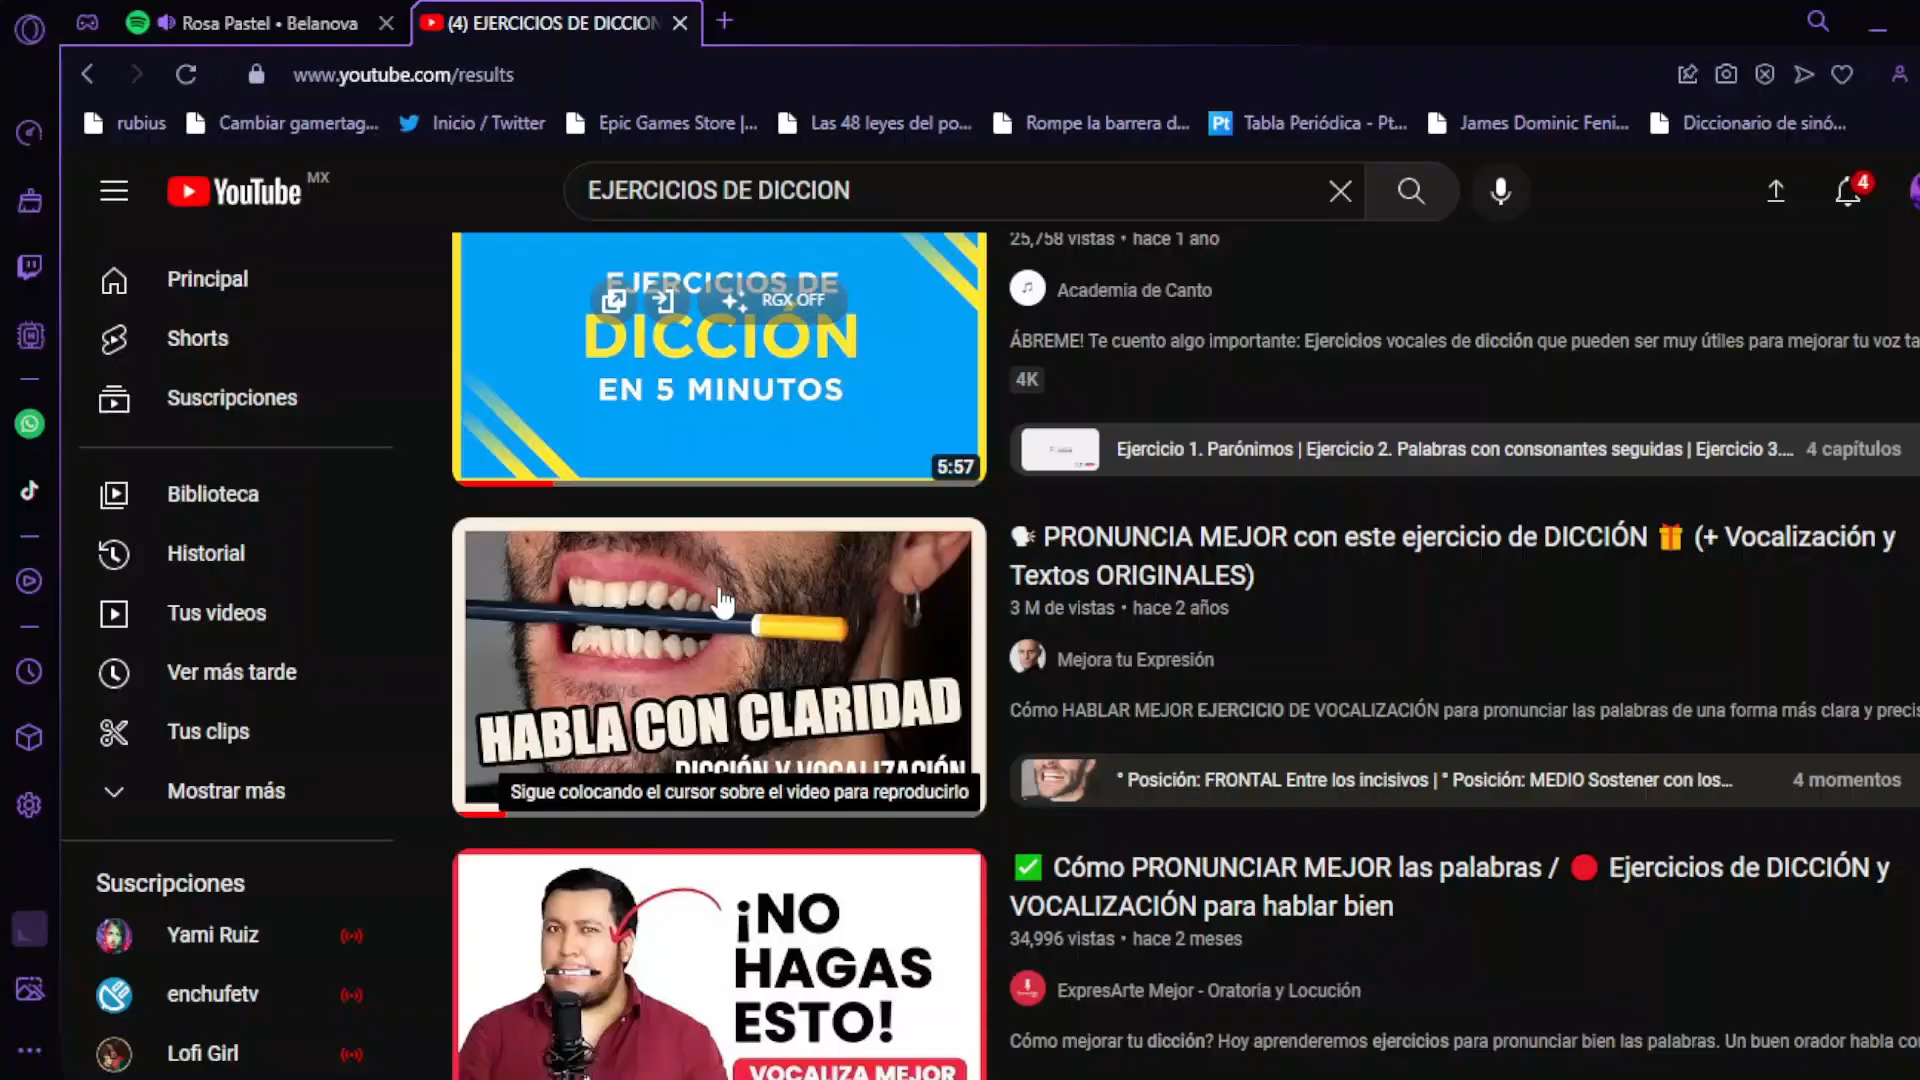 Rosa Pastel • Belanova
(4) EJERCICIOS DE DICCION
www.youtube.com/results
rubius
Cambiar gamertag...
Inicio / Twitter
Epic Games Store |...
Las 48 leyes del po...
Rompe la barrera d...
Pt
Tabla Periódica - Pt...
James Dominic Feni...
Diccionario de sinó...
YouTube MX
EJERCICIOS DE DICCION
4
Principal
Shorts
Suscripciones
Biblioteca
Historial
Tus videos
Ver más tarde
Tus clips
Mostrar más
Suscripciones
Yami Ruiz
enchufetv
Lofi Girl
EJERCICIOS DE
RGX OFF
DICCIÓN
EN 5 MINUTOS
5:57
25,758 vistas • hace 1 año
Academia de Canto
ÁBREME! Te cuento algo importante: Ejercicios vocales de dicción que pueden ser muy útiles para mejorar tu voz ta
4K
Ejercicio 1. Parónimos | Ejercicio 2. Palabras con consonantes seguidas | Ejercicio 3.... 4 capítulos
HABLA CON CLARIDAD
DICCIÓN Y VOCALIZACIÓN
Sigue colocando el cursor sobre el video para reproducirlo
PRONUNCIA MEJOR con este ejercicio de DICCIÓN 🎁 (+ Vocalización y
Textos ORIGINALES)
3 M de vistas • hace 2 años
Mejora tu Expresión
Cómo HABLAR MEJOR EJERCICIO DE VOCALIZACIÓN para pronunciar las palabras de una forma más clara y precis
° Posición: FRONTAL Entre los incisivos | ° Posición: MEDIO Sostener con los... 4 momentos
¡NO
HAGAS
ESTO!
VOCALIZA MEJOR
✅ Cómo PRONUNCIAR MEJOR las palabras / 🔴 Ejercicios de DICCIÓN y
VOCALIZACIÓN para hablar bien
34,996 vistas • hace 2 meses
ExpresArte Mejor - Oratoria y Locución
Cómo mejorar tu dicción? Hoy aprenderemos ejercicios para pronunciar bien las palabras. Un buen orador habla co